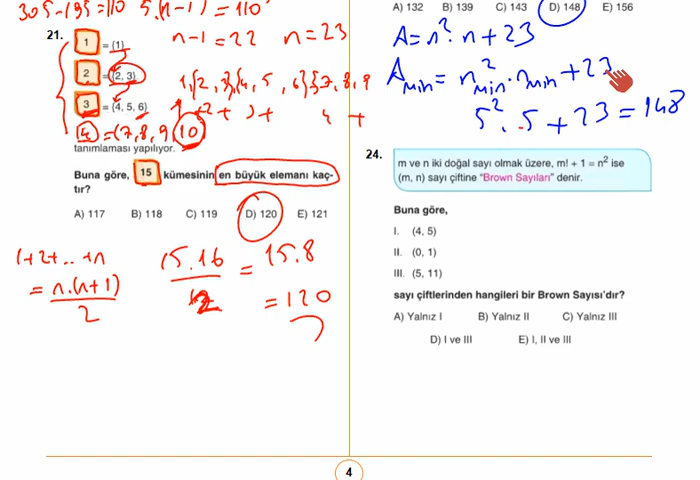 305-195=110 5.(n-1)=110
21.
1 = (1)
n-1=22 n=23
2 = (2, 3)
3 = (4, 5, 6)
4 =(7,8,9,10)
tanımlaması yapılıyor.
Buna göre, 15 kümesinin en büyük elemanı kaç-
tır?
A) 117 B) 118 C) 119 D) 120 E) 121
1+2+..+n
= n.(n+1)
2
15.16
2
= 15.8
= 120
A) 132 B) 139 C) 143 D) 148 E) 156
A= n². n + 23
Amin = n²min . nmin + 23
5². 5 + 23 = 148
24.
m ve n iki doğal sayı olmak üzere, m! + 1 = n² ise
(m, n) sayı çiftine "Brown Sayıları" denir.
Buna göre,
I. (4, 5)
II. (0, 1)
III. (5, 11)
sayı çiftlerinden hangileri bir Brown Sayısı'dır?
A) Yalnız I B) Yalnız II C) Yalnız III
D) I ve III E) I, II ve III
4